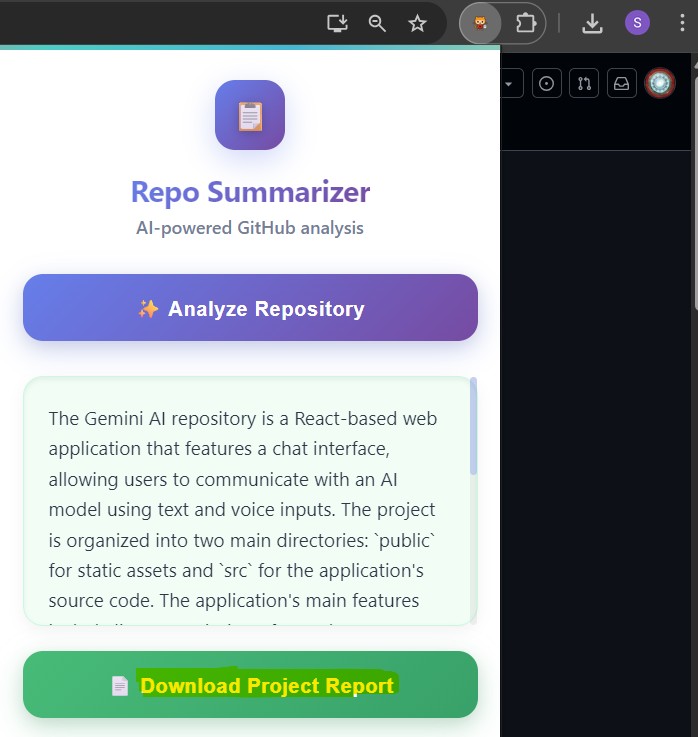 S
Repo Summarizer
AI-powered GitHub analysis
✨ Analyze Repository
The Gemini AI repository is a React-based web
application that features a chat interface,
allowing users to communicate with an AI
model using text and voice inputs. The project
is organized into two main directories: `public`
for static assets and `src` for the application's
source code. The application's main features
Download Project Report